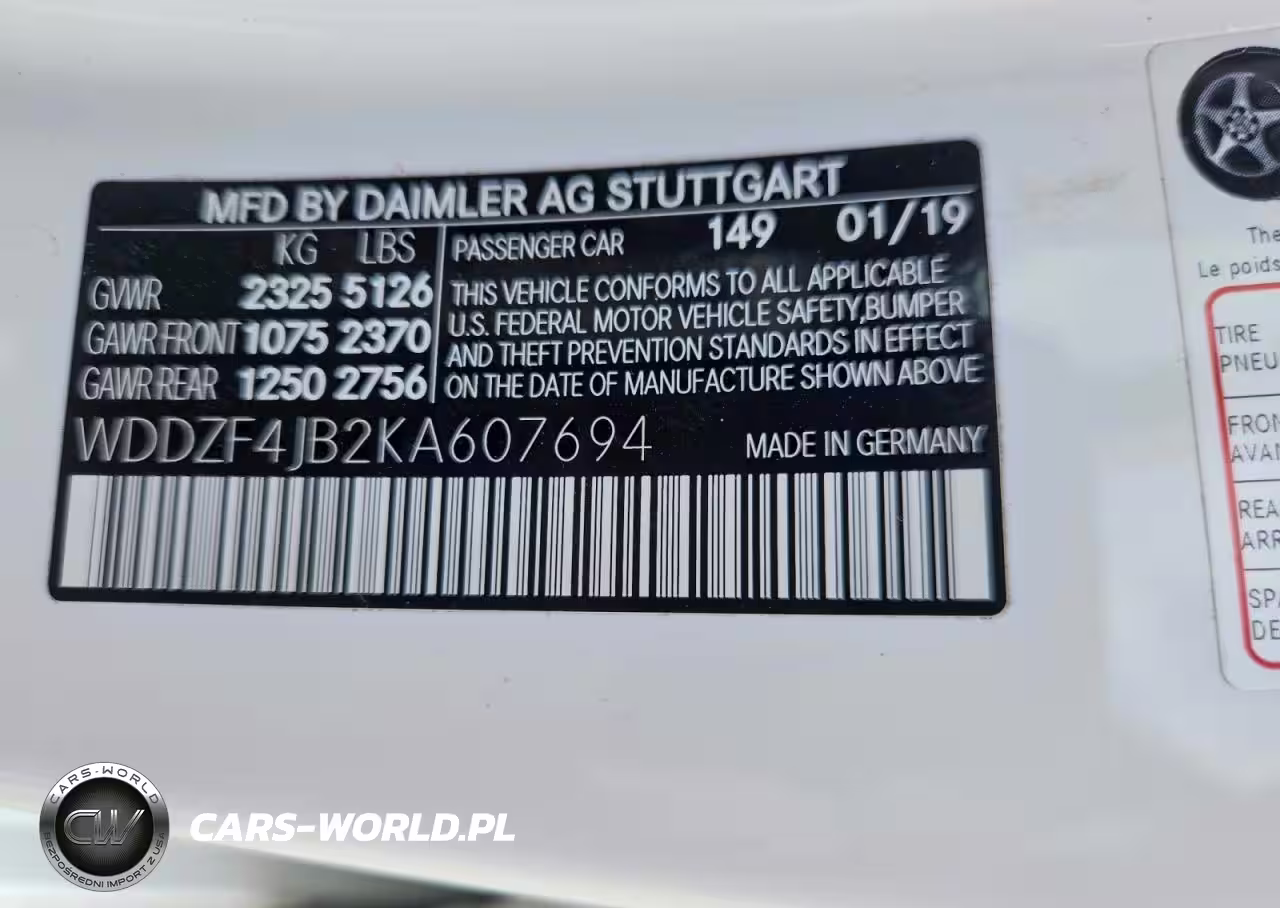 MFD BY DAIMLER AG STUTTGART
KG LBS
GVWR 2325 5126
GAWR FRONT 1075 2370
GAWR REAR 1250 2756
PASSENGER CAR 149 01/19
THIS VEHICLE CONFORMS TO ALL APPLICABLE
U.S. FEDERAL MOTOR VEHICLE SAFETY,BUMPER
AND THEFT PREVENTION STANDARDS IN EFFECT
ON THE DATE OF MANUFACTURE SHOWN ABOVE
WDDZF4JB2KA607694 MADE IN GERMANY
The
Le poids
TIRE
PNEU
FRON
AVAN
REA
ARR
SPA
DE
CARS-WORLD
CW
BEZPOŚREDNI IMPORT Z USA
CARS-WORLD.PL